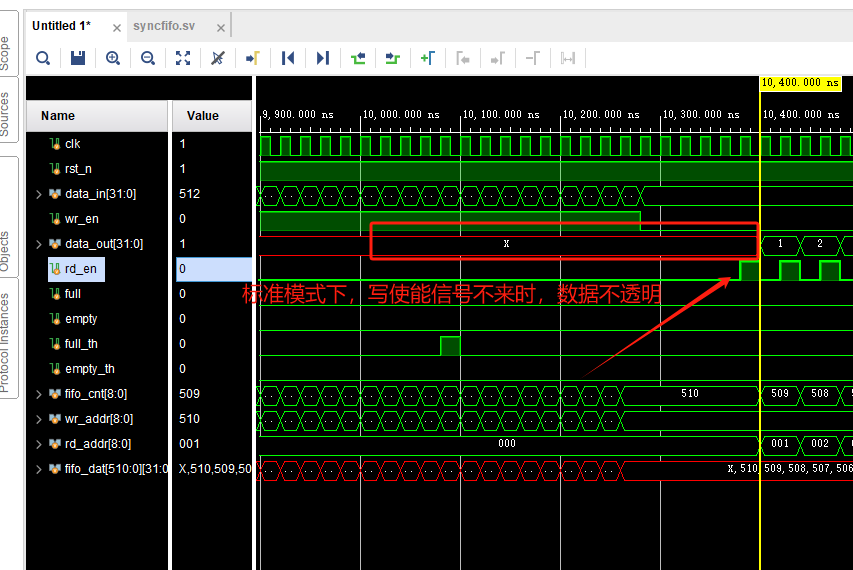 Untitled 1* × syncfifo.sv ×
Scope
Sources
Objects
Protocol Instances
10,400.000 ns
Name Value
9,900.000 ns 10,000.000 ns 10,100.000 ns 10,200.000 ns 10,300.000 ns 10,400.000 ns
clk 1
rst_n 1
data_in[31:0] 512
wr_en 0
data_out[31:0] 1 X 1 2
rd_en 0
标准模式下，写使能信号不来时，数据不透明
full 0
empty 0
full_th 0
empty_th 0
fifo_cnt[8:0] 509 510 509 508
wr_addr[8:0] 510
rd_addr[8:0] 001 000 001 002
fifo_dat[510:0][31:0 X,510,509,50 X,510,509,508,507,506